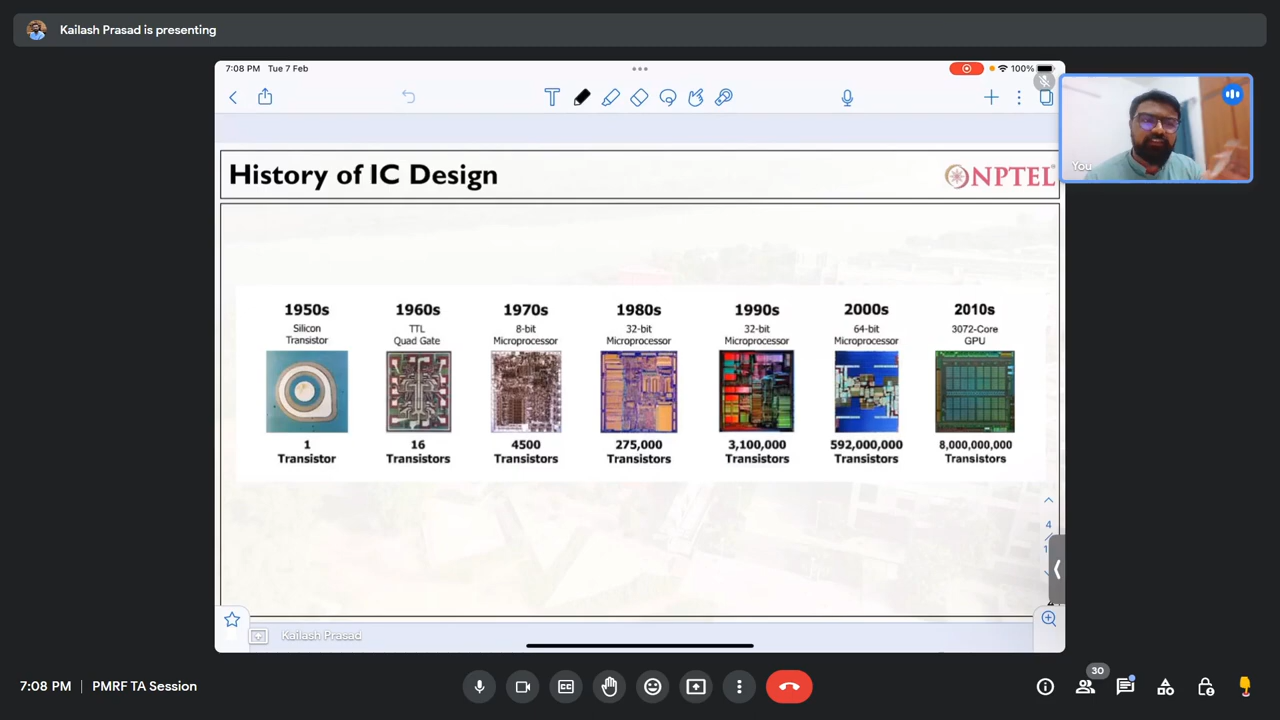 Kailash Prasad is presenting
7:08 PM Tue 7 Feb
100%
You
History of IC Design
NPTEL
1950s
Silicon
Transistor
1
Transistor
1960s
TTL
Quad Gate
16
Transistors
1970s
8-bit
Microprocessor
4500
Transistors
1980s
32-bit
Microprocessor
275,000
Transistors
1990s
32-bit
Microprocessor
3,100,000
Transistors
2000s
64-bit
Microprocessor
592,000,000
Transistors
2010s
3072-Core
GPU
8,000,000,000
Transistors
4
Kailash Prasad
7:08 PM | PMRF TA Session
30